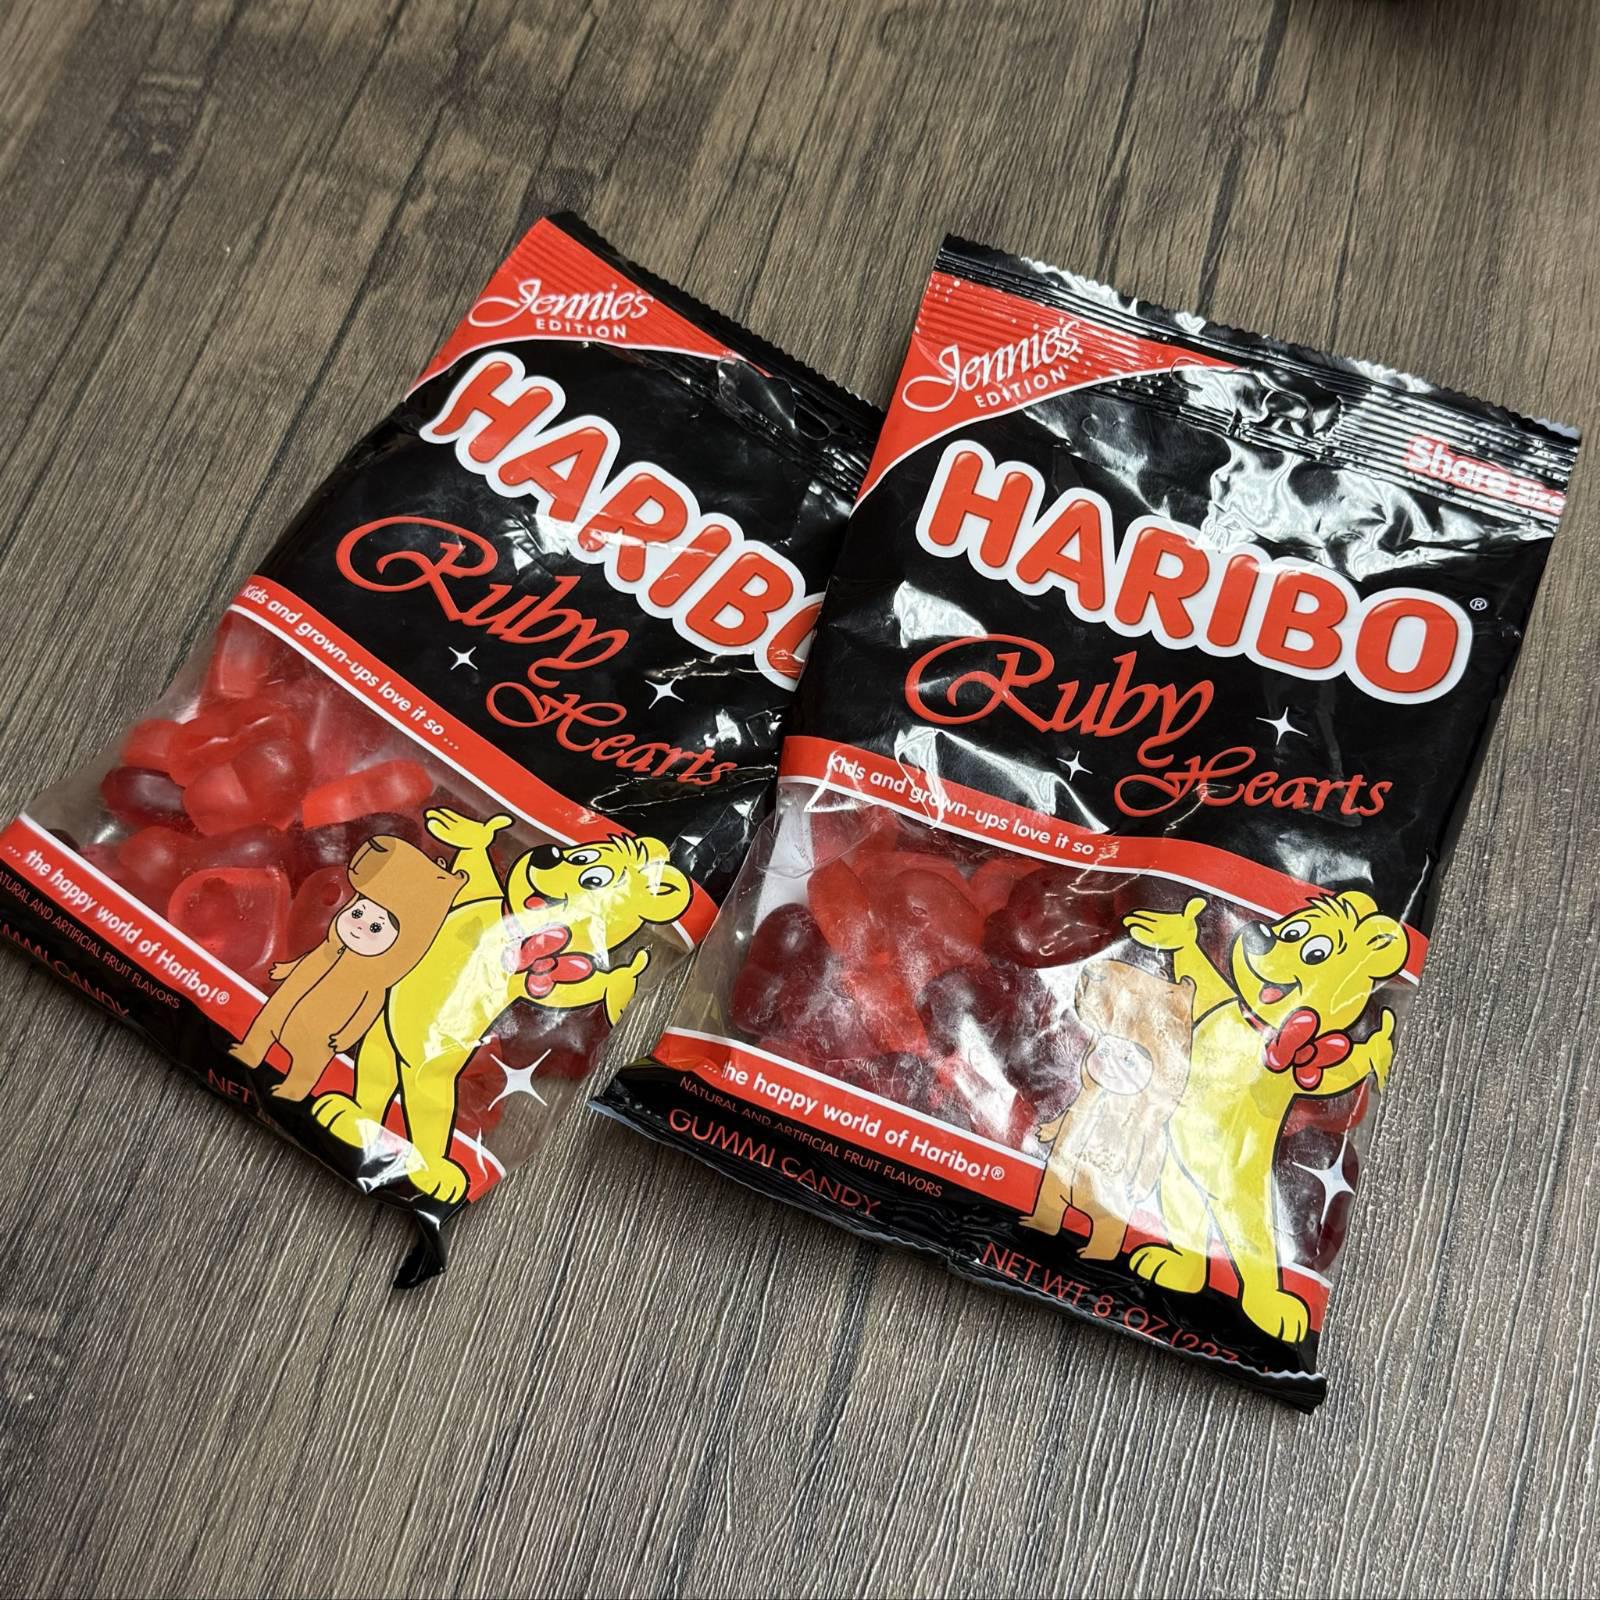 Jennie's
EDITION
HARIBO
Ruby
Hearts
Kids and grown-ups love it so ...
... the happy world of Haribo!®
NATURAL AND ARTIFICIAL FRUIT FLAVORS
GUMMI CANDY
NET
Jennie's
EDITION
Share Size
HARIBO®
Ruby
Hearts
Kids and grown-ups love it so
... the happy world of Haribo!®
NATURAL AND ARTIFICIAL FRUIT FLAVORS
GUMMI CANDY
NET WT 8 OZ (227